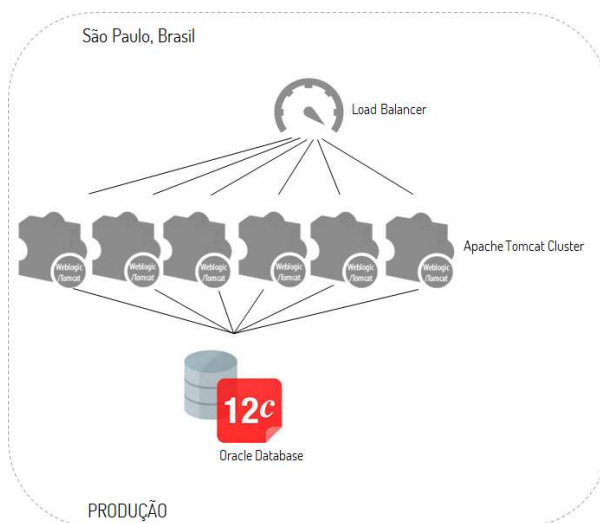 São Paulo, Brasil
Load Balancer
Apache Tomcat Cluster
Weblogic
/Tomcat
Weblogic
/Tomcat
Weblogic
/Tomcat
Weblogic
/Tomcat
Weblogic
/Tomcat
Weblogic
/Tomcat
12c
Oracle Database
PRODUÇÃO